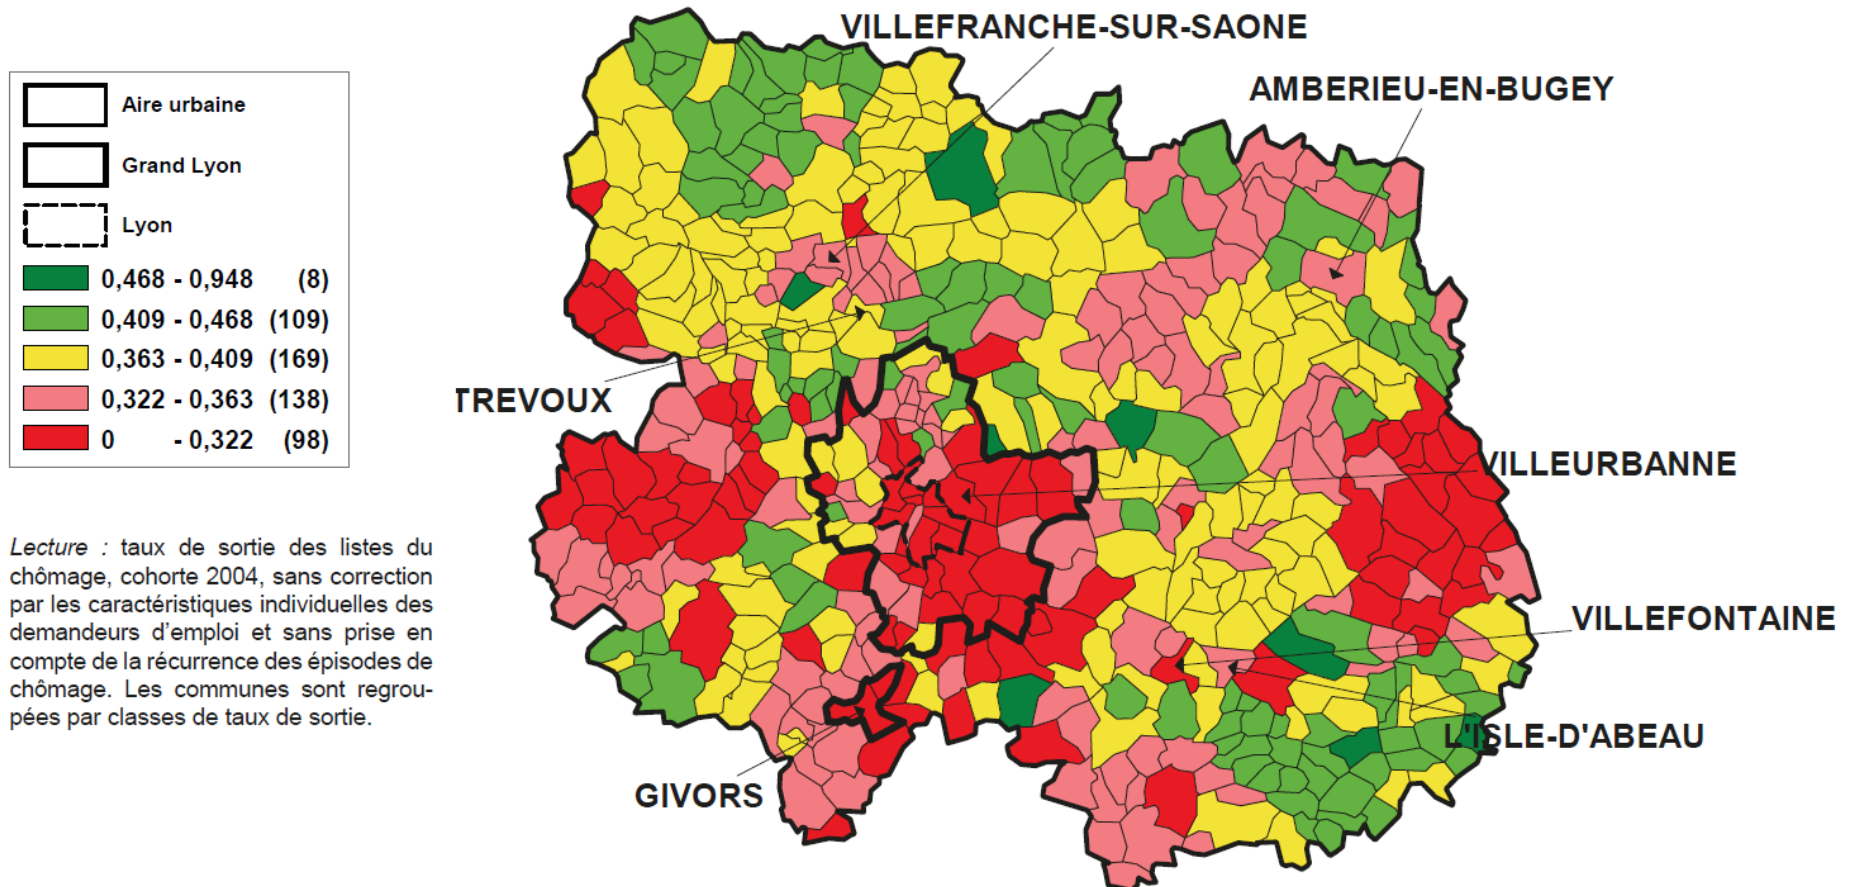 VILLEFRANCHE-SUR-SAONE
AMBERIEU-EN-BUGEY
Aire urbaine
Grand Lyon
Lyon
0,468 - 0,948 (8)
0,409 - 0,468 (109)
0,363 - 0,409 (169)
0,322 - 0,363 (138)
0 - 0,322 (98)
TREVOUX
VILLEURBANNE
Lecture : taux de sortie des listes du
chômage, cohorte 2004, sans correction
par les caractéristiques individuelles des
demandeurs d'emploi et sans prise en
compte de la récurrence des épisodes de
chômage. Les communes sont regrou-
pées par classes de taux de sortie.
VILLEFONTAINE
L'ISLE-D'ABEAU
GIVORS